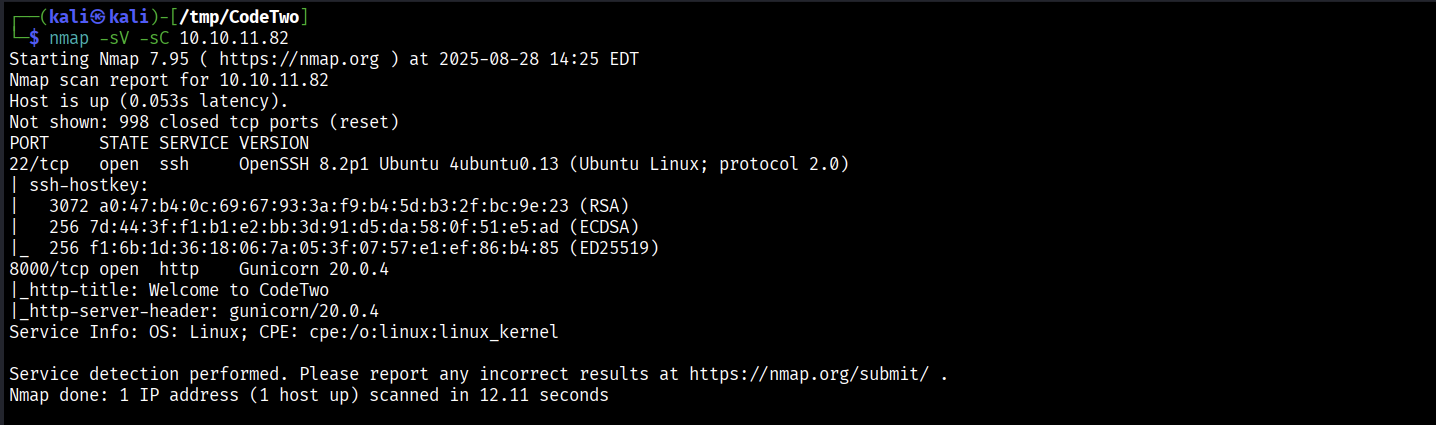 ┌──(kali㉿kali)-[/tmp/CodeTwo]
└─$ nmap -sV -sC 10.10.11.82
Starting Nmap 7.95 ( https://nmap.org ) at 2025-08-28 14:25 EDT
Nmap scan report for 10.10.11.82
Host is up (0.053s latency).
Not shown: 998 closed tcp ports (reset)
PORT     STATE SERVICE VERSION
22/tcp   open  ssh     OpenSSH 8.2p1 Ubuntu 4ubuntu0.13 (Ubuntu Linux; protocol 2.0)
| ssh-hostkey:
|   3072 a0:47:b4:0c:69:67:93:3a:f9:b4:5d:b3:2f:bc:9e:23 (RSA)
|   256 7d:44:3f:f1:b1:e2:bb:3d:91:d5:da:58:0f:51:e5:ad (ECDSA)
|_  256 f1:6b:1d:36:18:06:7a:05:3f:07:57:e1:ef:86:b4:85 (ED25519)
8000/tcp open  http    Gunicorn 20.0.4
|_http-title: Welcome to CodeTwo
|_http-server-header: gunicorn/20.0.4
Service Info: OS: Linux; CPE: cpe:/o:linux:linux_kernel

Service detection performed. Please report any incorrect results at https://nmap.org/submit/ .
Nmap done: 1 IP address (1 host up) scanned in 12.11 seconds